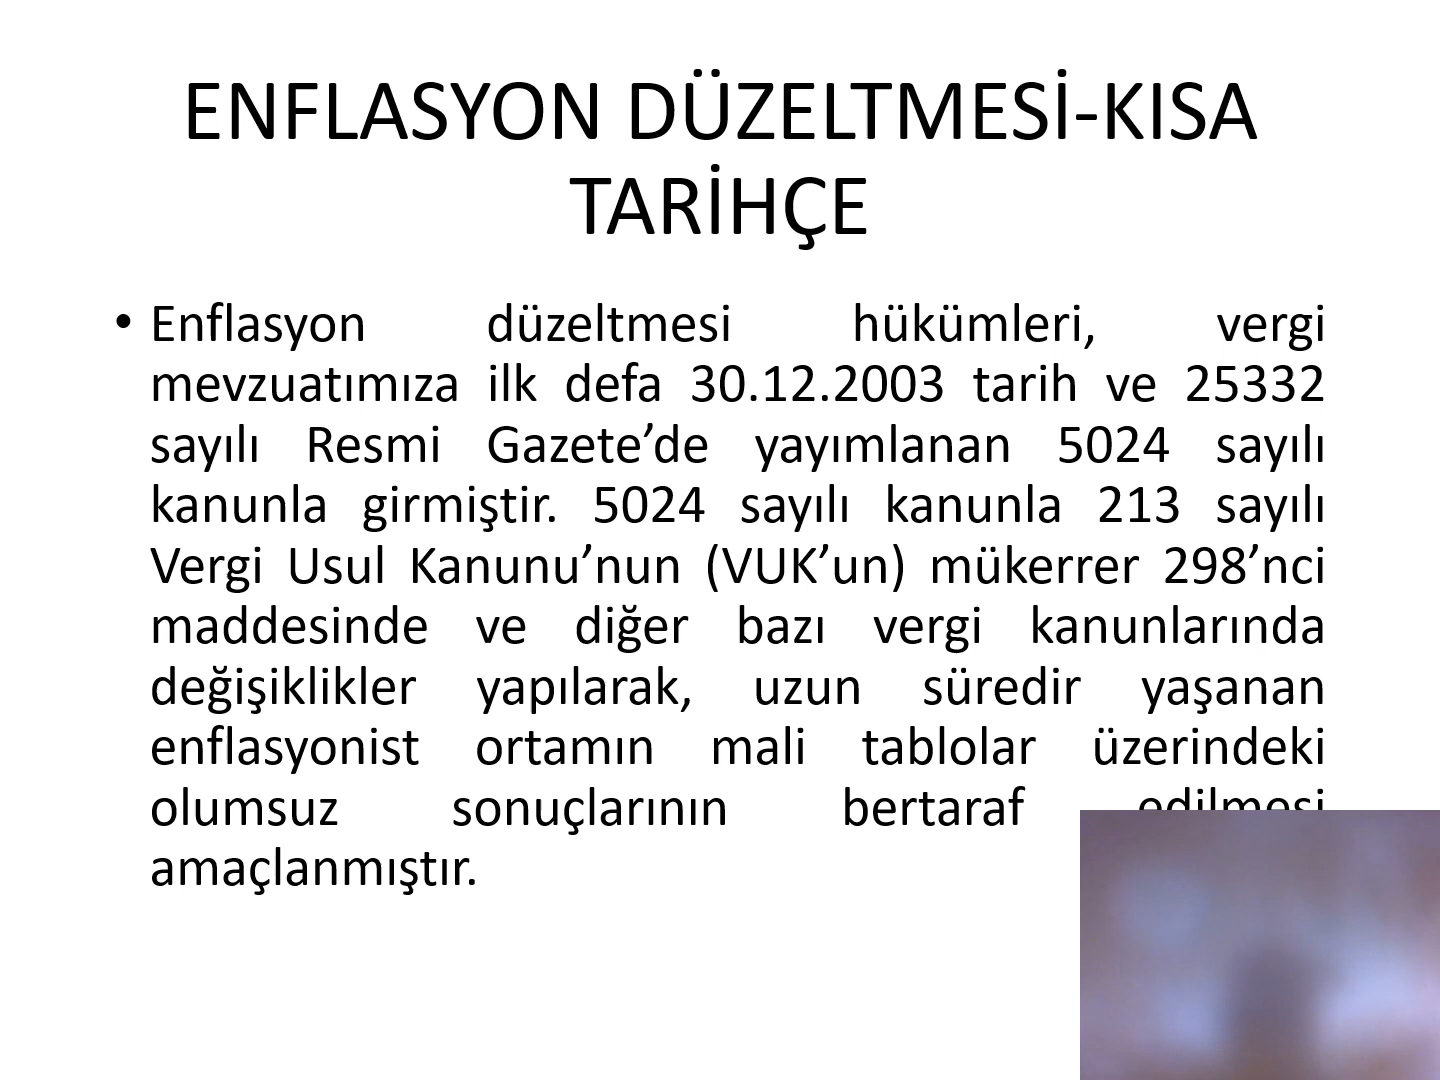 ENFLASYON DÜZELTMESİ-KISA
TARİHÇE
• Enflasyon düzeltmesi hükümleri, vergi
mevzuatımıza ilk defa 30.12.2003 tarih ve 25332
sayılı Resmi Gazete’de yayımlanan 5024 sayılı
kanunla girmiştir. 5024 sayılı kanunla 213 sayılı
Vergi Usul Kanunu’nun (VUK’un) mükerrer 298’nci
maddesinde ve diğer bazı vergi kanunlarında
değişiklikler yapılarak, uzun süredir yaşanan
enflasyonist ortamın mali tablolar üzerindeki
olumsuz sonuçlarının bertaraf edilmesi
amaçlanmıştır.